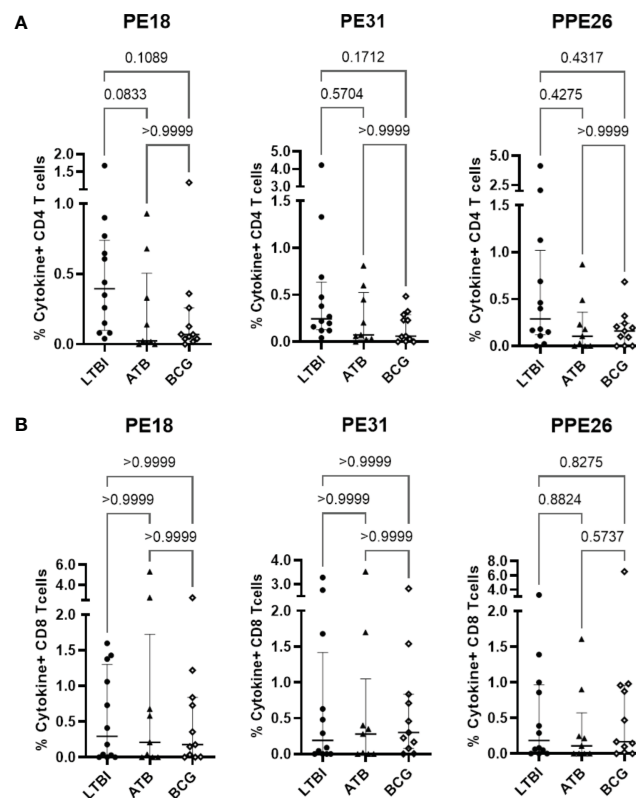 A
PE18
PE31
PPE26
0.1089
0.0833
>0.9999
0.1712
0.5704
>0.9999
0.4317
0.4275
>0.9999
% Cytokine+ CD4 T cells
2.0
1.5
1.0
0.5
0.0
LTBI
ATB
BCG
% Cytokine+ CD4 T cells
5.0
4.0
3.0
1.5
1.0
0.5
0.0
LTBI
ATB
BCG
% Cytokine+ CD4 T cells
5.0
2.5
1.5
1.0
0.5
0.0
LTBI
ATB
BCG
B
PE18
PE31
PPE26
>0.9999
>0.9999
>0.9999
>0.9999
>0.9999
>0.9999
0.8275
0.8824
0.5737
% Cytokine+ CD8 Tcells
6.0
4.0
2.0
1.5
1.0
0.5
0.0
LTBI
ATB
BCG
% Cytokine+ CD8 Tcells
4.0
3.0
2.0
1.5
1.0
0.5
0.0
LTBI
ATB
BCG
% Cytokine+ CD8 Tcells
8.0
6.0
4.0
2.0
1.5
1.0
0.5
0.0
LTBI
ATB
BCG